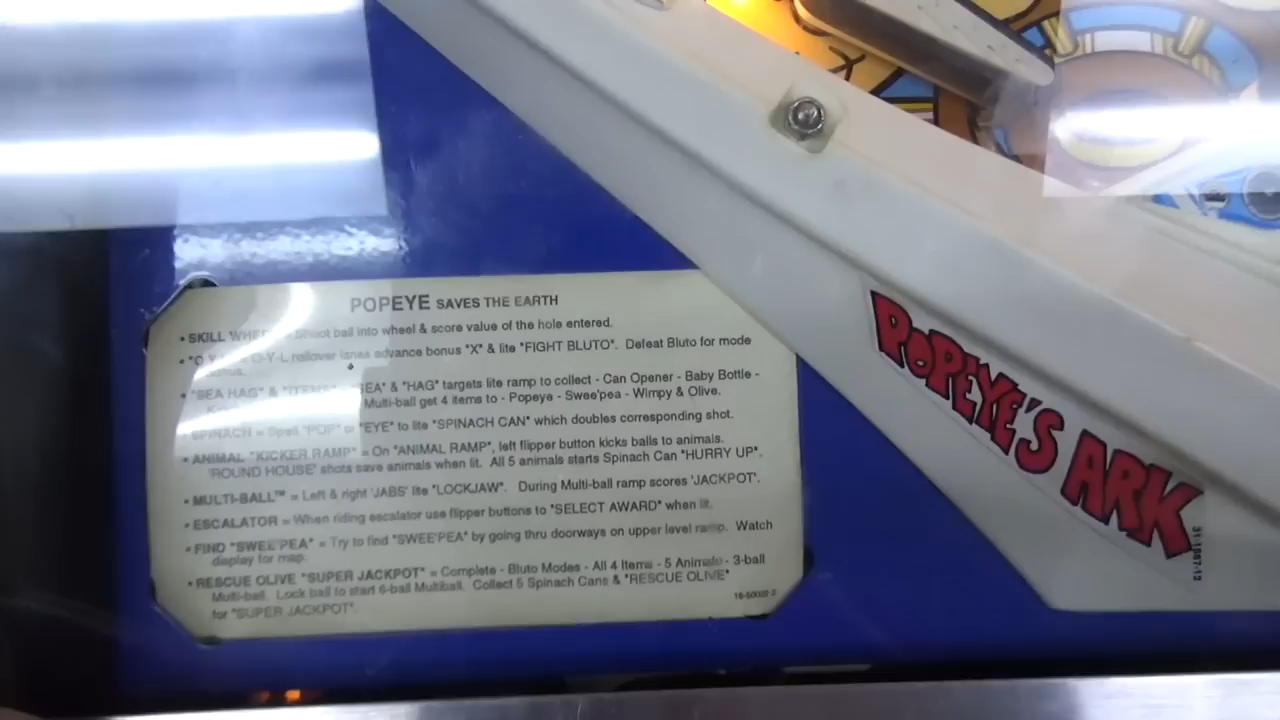 POPEYE SAVES THE EARTH
• SKILL WHEEL = Shoot ball into wheel & score value of the hole entered.
O-Y-L rollover lanes advance bonus "X" & lite "FIGHT BLUTO". Defeat Bluto for mode
bonus.
• "SEA HAG" & "ITEMS" "SEA" & "HAG" targets lite ramp to collect - Can Opener - Baby Bottle -
Multi-ball get 4 items to - Popeye - Swee'pea - Wimpy & Olive.
• SPINACH = Spell "POP" or "EYE" to lite "SPINACH CAN" which doubles corresponding shot.
• ANIMAL "KICKER RAMP" = On "ANIMAL RAMP", left flipper button kicks balls to animals.
'ROUND HOUSE' shots save animals when lit. All 5 animals starts Spinach Can "HURRY UP".
• MULTI-BALL™ = Left & right 'JABS' lite "LOCKJAW". During Multi-ball ramp scores 'JACKPOT'.
• ESCALATOR = When riding escalator use flipper buttons to "SELECT AWARD" when lit.
• FIND "SWEE'PEA" = Try to find "SWEE'PEA" by going thru doorways on upper level ramp. Watch
display for map.
• RESCUE OLIVE "SUPER JACKPOT" = Complete - Bluto Modes - All 4 Items - 5 Animals - 3-ball
Multi-ball. Lock ball to start 6-ball Multiball. Collect 5 Spinach Cans & "RESCUE OLIVE"
for "SUPER JACKPOT".
POPEYE'S ARK